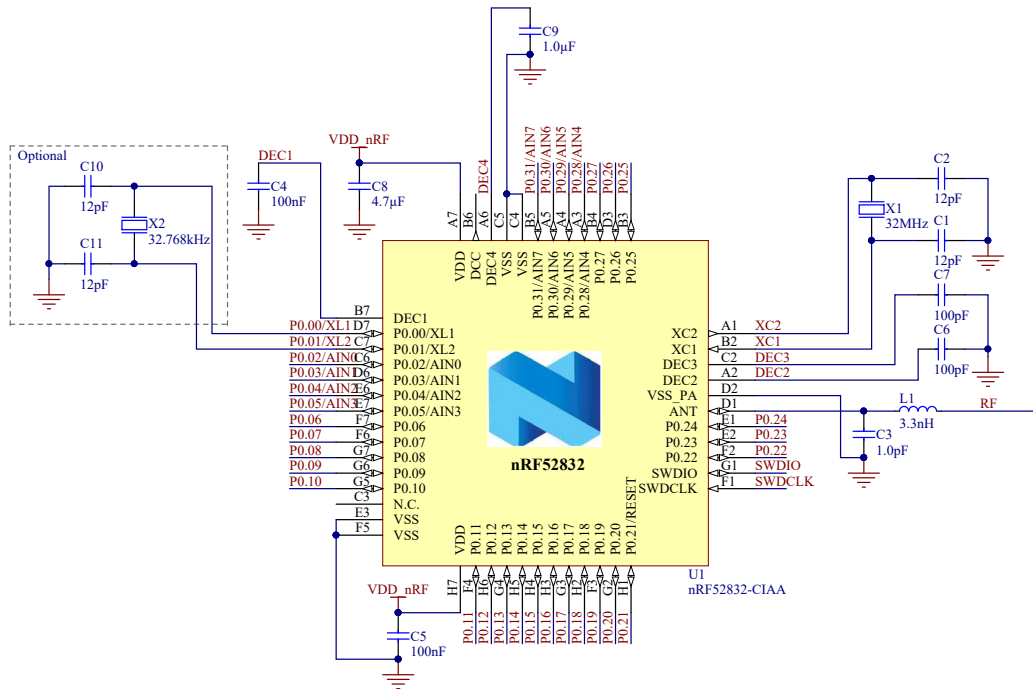 C9
1.0µF
VDD_nRF
Optional
C10
12pF
X2
32.768kHz
C11
12pF
DEC1
C4
100nF
C8
4.7µF
DEC4
P0.31/AIN7
P0.30/AIN6
P0.29/AIN5
P0.28/AIN4
P0.27
P0.26
P0.25
A7
B6
A6
C5
C4
B5
A5
A4
A3
B4
D3
B3
VDD
DCC
DEC4
VSS
VSS
P0.31/AIN7
P0.30/AIN6
P0.29/AIN5
P0.28/AIN4
P0.27
P0.26
P0.25
C2
12pF
X1
32MHz
C1
12pF
C7
100pF
C6
100pF
B7 DEC1
P0.00/XL1 D7 P0.00/XL1
P0.01/XL2 C7 P0.01/XL2
P0.02/AIN0 C6 P0.02/AIN0
P0.03/AIN1 D6 P0.03/AIN1
P0.04/AIN2 E6 P0.04/AIN2
P0.05/AIN3 E7 P0.05/AIN3
P0.06 F7 P0.06
P0.07 F6 P0.07
P0.08 G7 P0.08
P0.09 G6 P0.09
P0.10 G5 P0.10
C3 N.C.
E3 VSS
F5 VSS
nRF52832
XC2 A1 XC2
XC1 B2 XC1
DEC3 C2 DEC3
DEC2 A2 DEC2
VSS_PA D2
ANT D1
P0.24 E1 P0.24
P0.23 E2 P0.23
P0.22 F2 P0.22
SWDIO G1 SWDIO
SWDCLK F1 SWDCLK
L1
3.3nH
RF
C3
1.0pF
VDD
P0.11
P0.12
P0.13
P0.14
P0.15
P0.16
P0.17
P0.18
P0.19
P0.20
P0.21/RESET
H7
F4
H6
G4
H5
H4
H3
G3
H2
F3
G2
H1
P0.11
P0.12
P0.13
P0.14
P0.15
P0.16
P0.17
P0.18
P0.19
P0.20
P0.21
U1
nRF52832-CIAA
VDD_nRF
C5
100nF